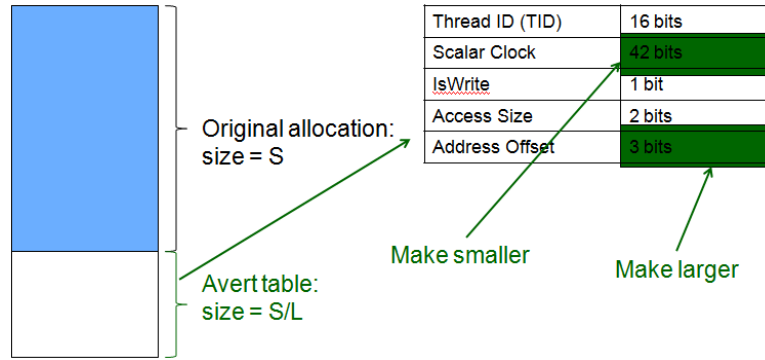 Thread ID (TID) 16 bits
Scalar Clock 42 bits
IsWrite 1 bit
Access Size 2 bits
Address Offset 3 bits
Original allocation:
size = S
Make smaller
Make larger
Avert table:
size = S/L